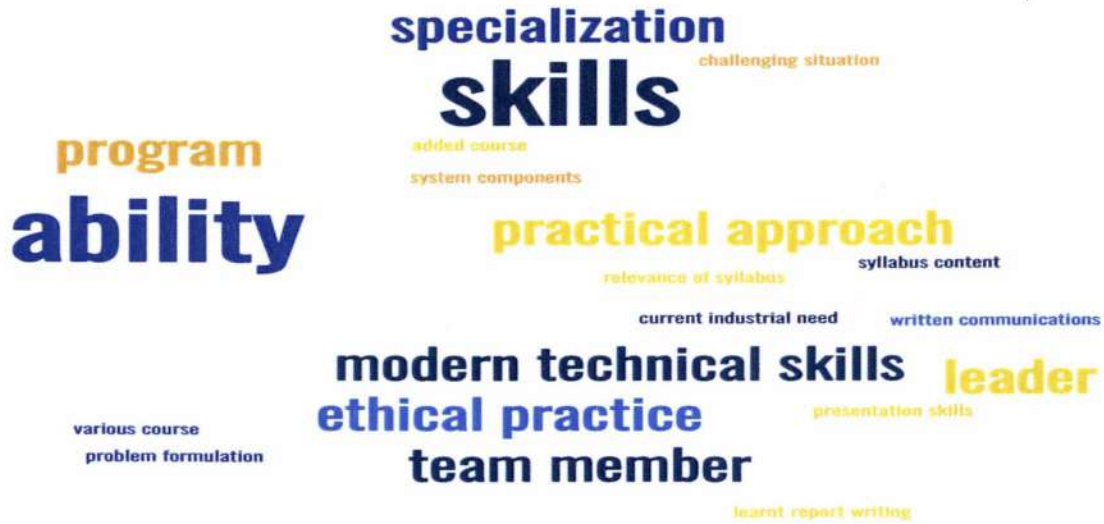 specialization
challenging situation
skills
program
added course
system components
ability
practical approach
syllabus content
relevance of syllabus
current industrial need
written communications
modern technical skills
leader
ethical practice
presentation skills
various course
problem formulation
team member
learnt report writing